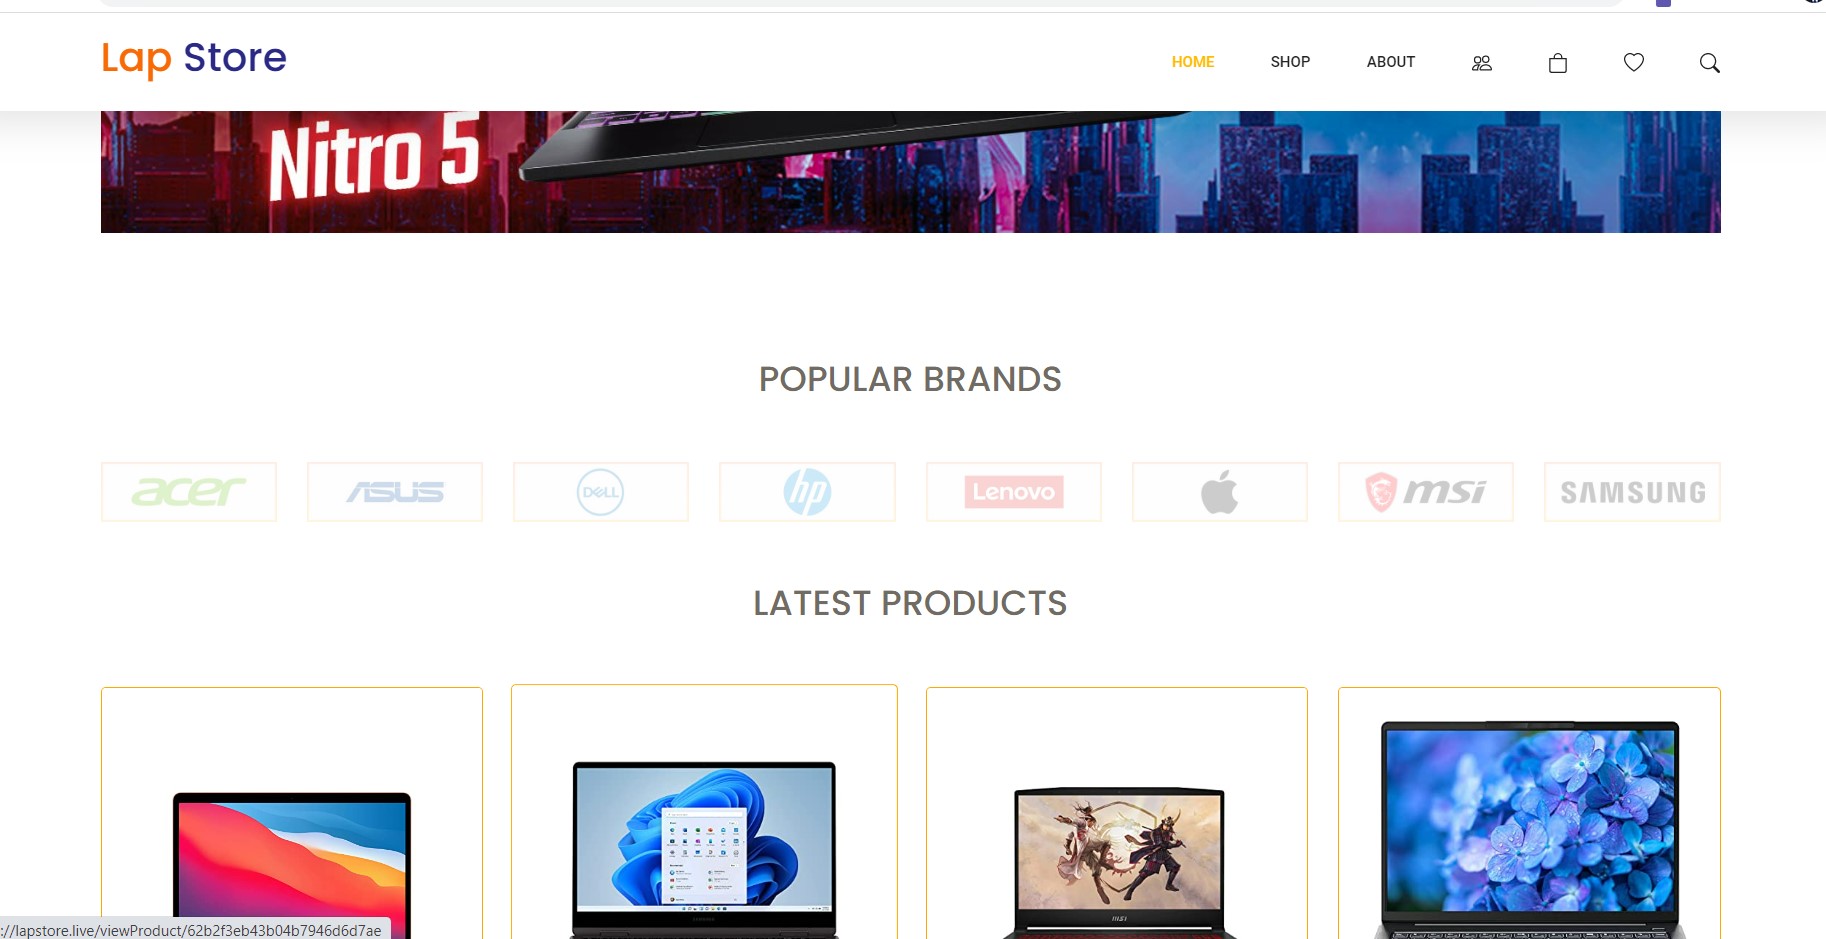 Lap Store
HOME
SHOP
ABOUT
Nitro 5
POPULAR BRANDS
acer
ASUS
DELL
hp
Lenovo
msi
SAMSUNG
LATEST PRODUCTS
msi
://lapstore.live/viewProduct/62b2f3eb43b04b7946d6d7ae